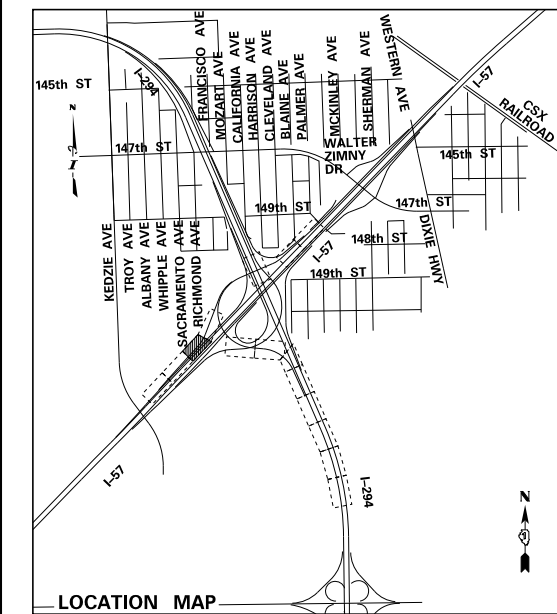 FRANCISCO AVE
MOZART AVE
CALIFORNIA AVE
HARRISON AVE
CLEVELAND AVE
BLAINE AVE
PALMER AVE
MCKINLEY AVE
SHERMAN AVE
WESTERN AVE
I-57
CSX
RAILROAD
145th ST
I-294
N
147th ST
WALTER
ZIMNY
DR
145th ST
149th ST
147th ST
148th ST
DIXIE HWY
I-57
149th ST
KEDZIE AVE
TROY AVE
ALBANY AVE
WHIPPLE AVE
SACRAMENTO AVE
RICHMOND AVE
I-57
I-294
N
LOCATION MAP